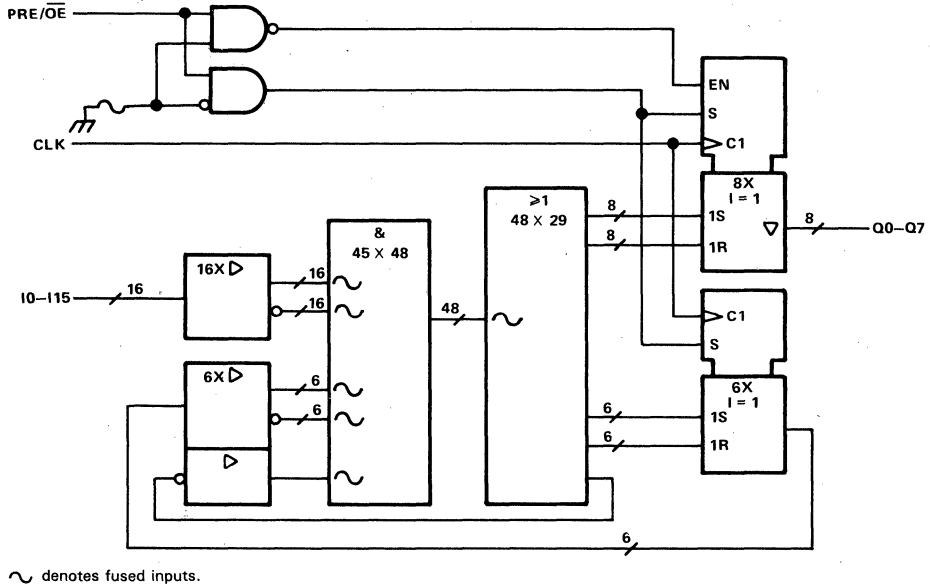 PRE/OE
EN
S
CLK
C1
8X
I = 1
≥1
48 X 29
8
1S
8
Q0–Q7
&
45 X 48
8
1R
16X
16
I0–I15
16
16
48
C1
S
6X
6
6X
I = 1
6
6
1S
6
1R
6
∼ denotes fused inputs.